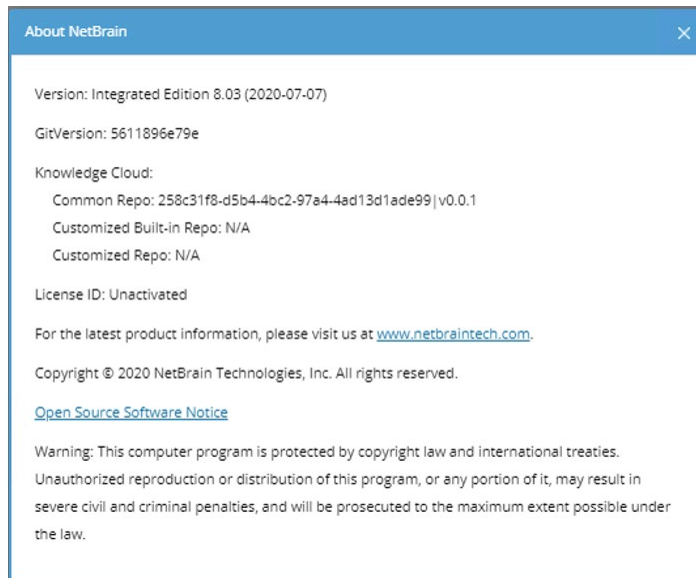 About NetBrain
Version: Integrated Edition 8.03 (2020-07-07)
GitVersion: 5611896e79e
Knowledge Cloud:
Common Repo: 258c31f8-d5b4-4bc2-97a4-4ad13d1ade99|v0.0.1
Customized Built-in Repo: N/A
Customized Repo: N/A
License ID: Unactivated
For the latest product information, please visit us at www.netbraintech.com.
Copyright © 2020 NetBrain Technologies, Inc. All rights reserved.
Open Source Software Notice
Warning: This computer program is protected by copyright law and international treaties.
Unauthorized reproduction or distribution of this program, or any portion of it, may result in
severe civil and criminal penalties, and will be prosecuted to the maximum extent possible under
the law.